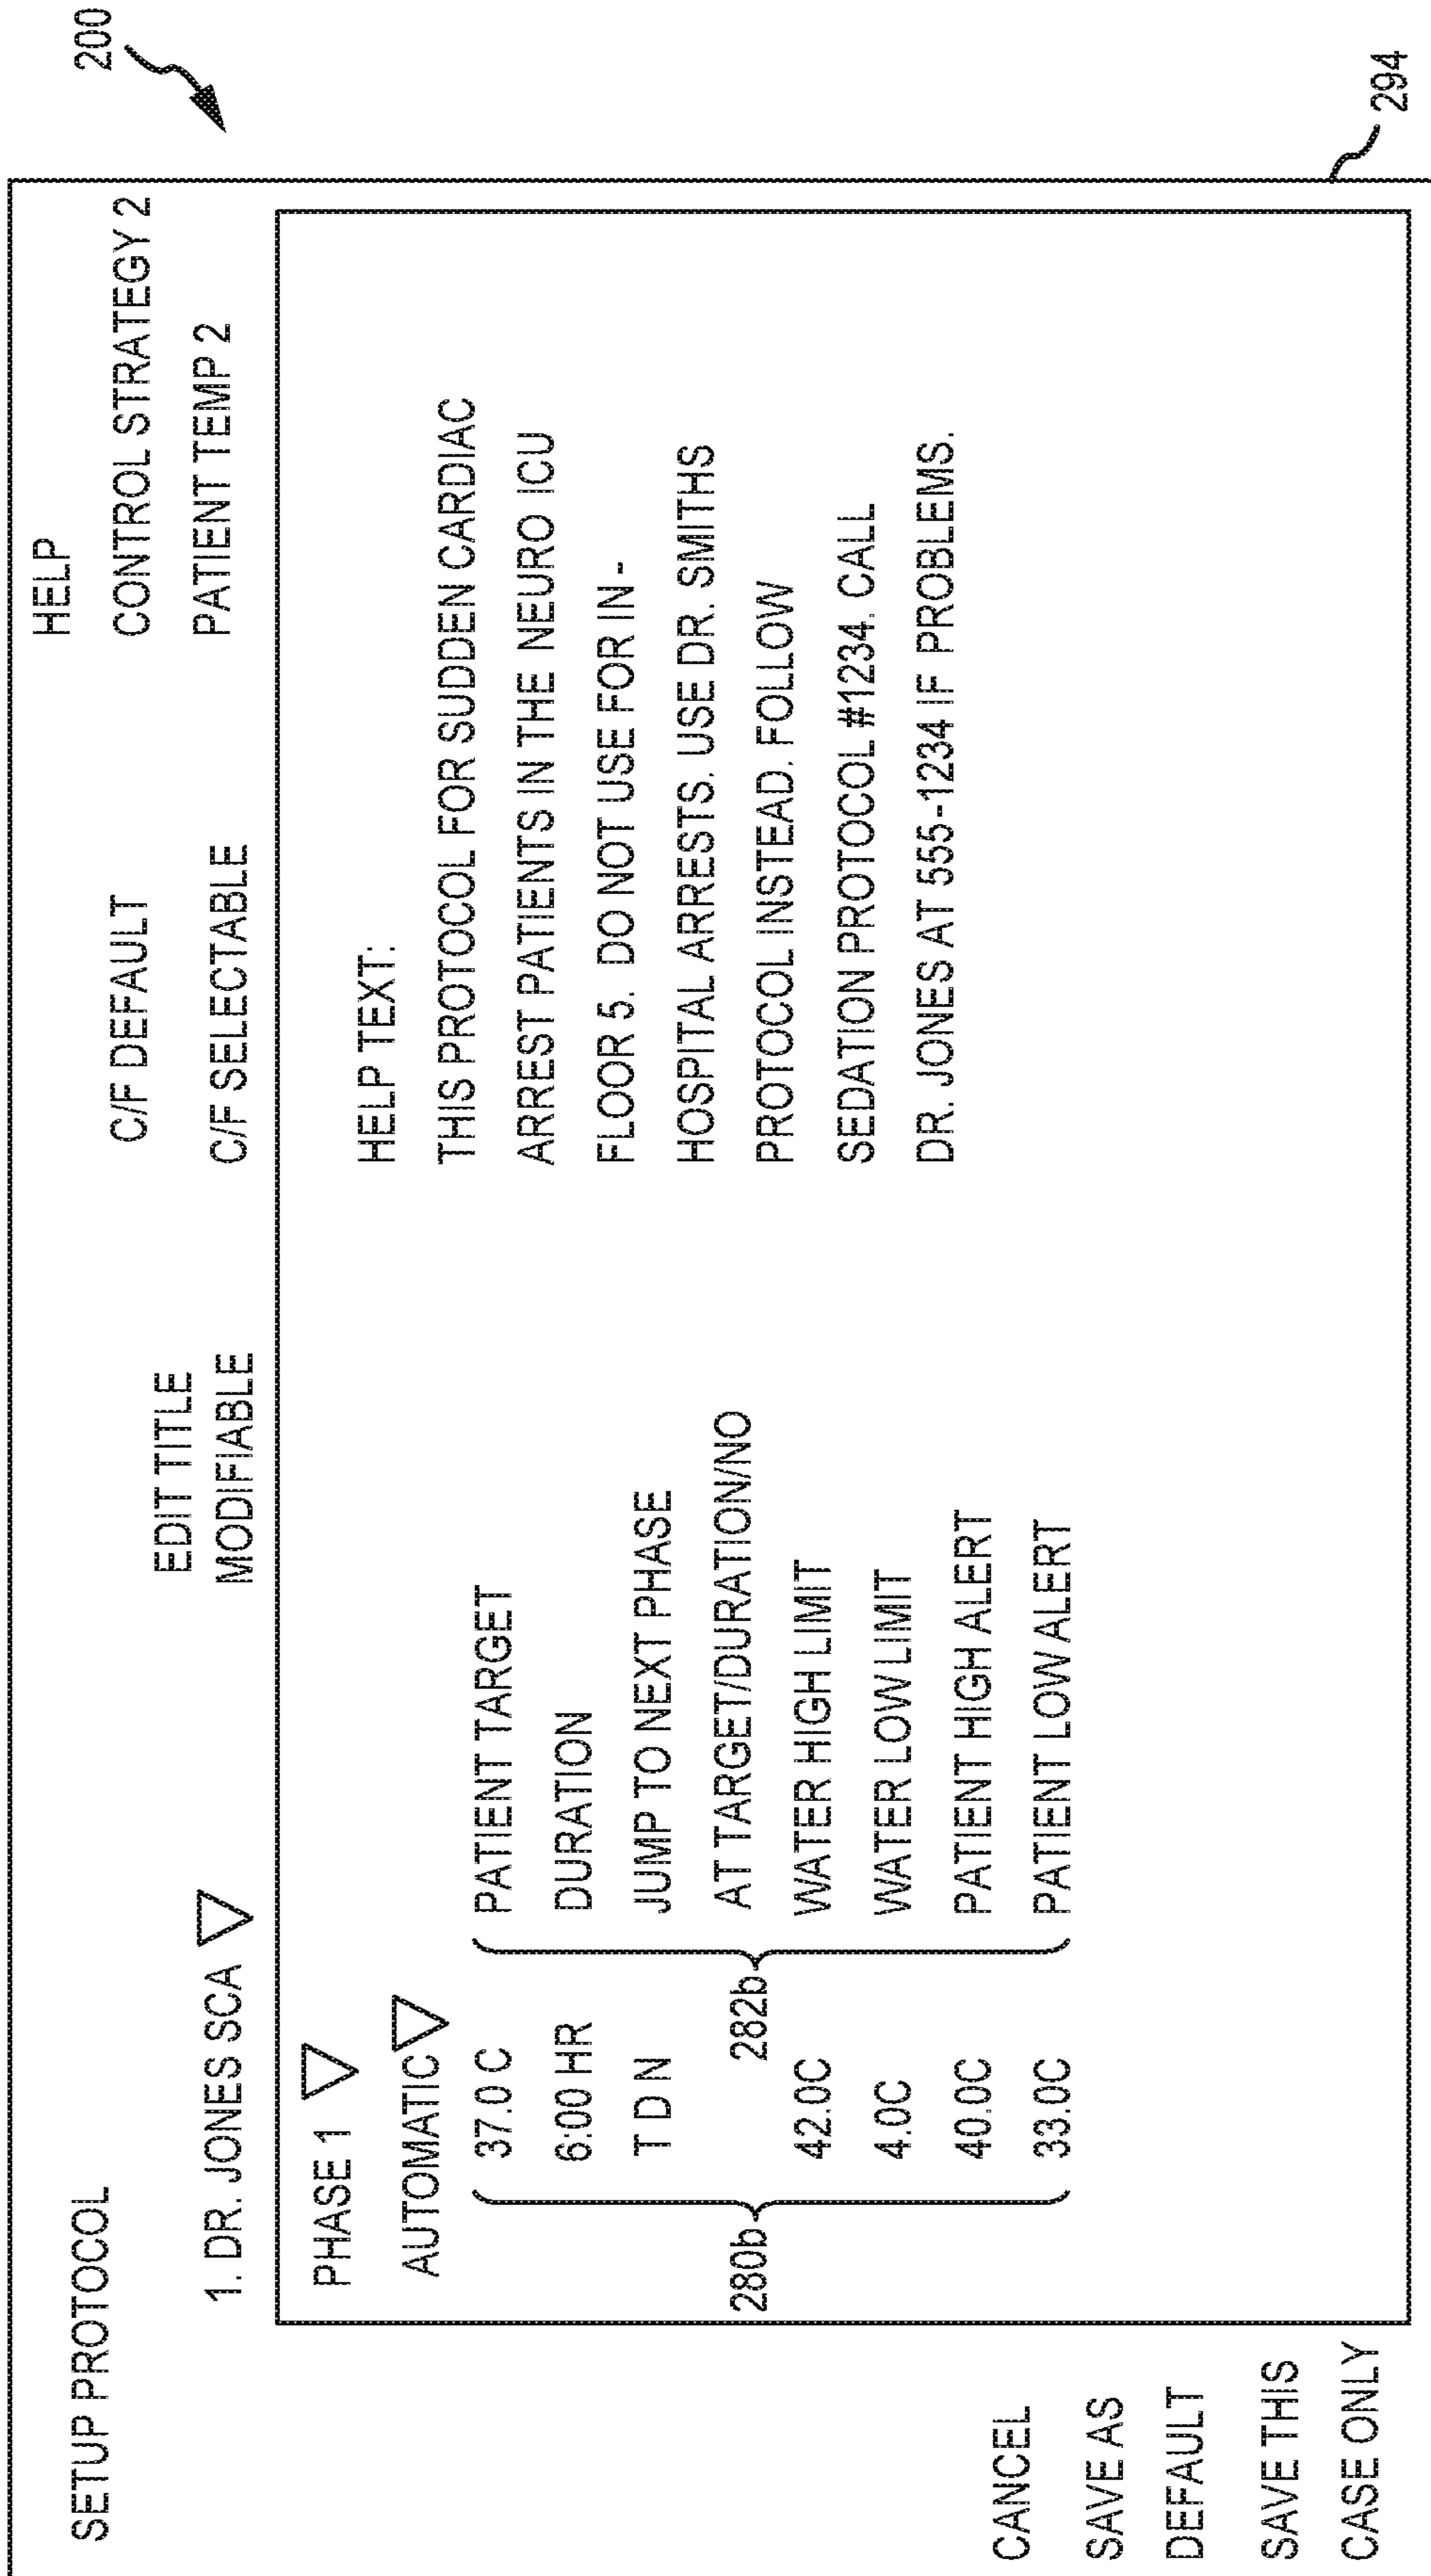 200
SETUP PROTOCOL
HELP
1. DR. JONES SCA
EDIT TITLE
MODIFIABLE
C/F DEFAULT
C/F SELECTABLE
CONTROL STRATEGY 2
PATIENT TEMP 2
PHASE 1
AUTOMATIC
37.0 C PATIENT TARGET
6:00 HR DURATION
T D N JUMP TO NEXT PHASE
AT TARGET/DURATION/NO
42.0C WATER HIGH LIMIT
4.0C WATER LOW LIMIT
40.0C PATIENT HIGH ALERT
33.0C PATIENT LOW ALERT
280b
282b
HELP TEXT:
THIS PROTOCOL FOR SUDDEN CARDIAC
ARREST PATIENTS IN THE NEURO ICU
FLOOR 5. DO NOT USE FOR IN -
HOSPITAL ARRESTS. USE DR. SMITHS
PROTOCOL INSTEAD. FOLLOW
SEDATION PROTOCOL #1234. CALL
DR. JONES AT 555-1234 IF PROBLEMS.
CANCEL
SAVE AS
DEFAULT
SAVE THIS
CASE ONLY
294